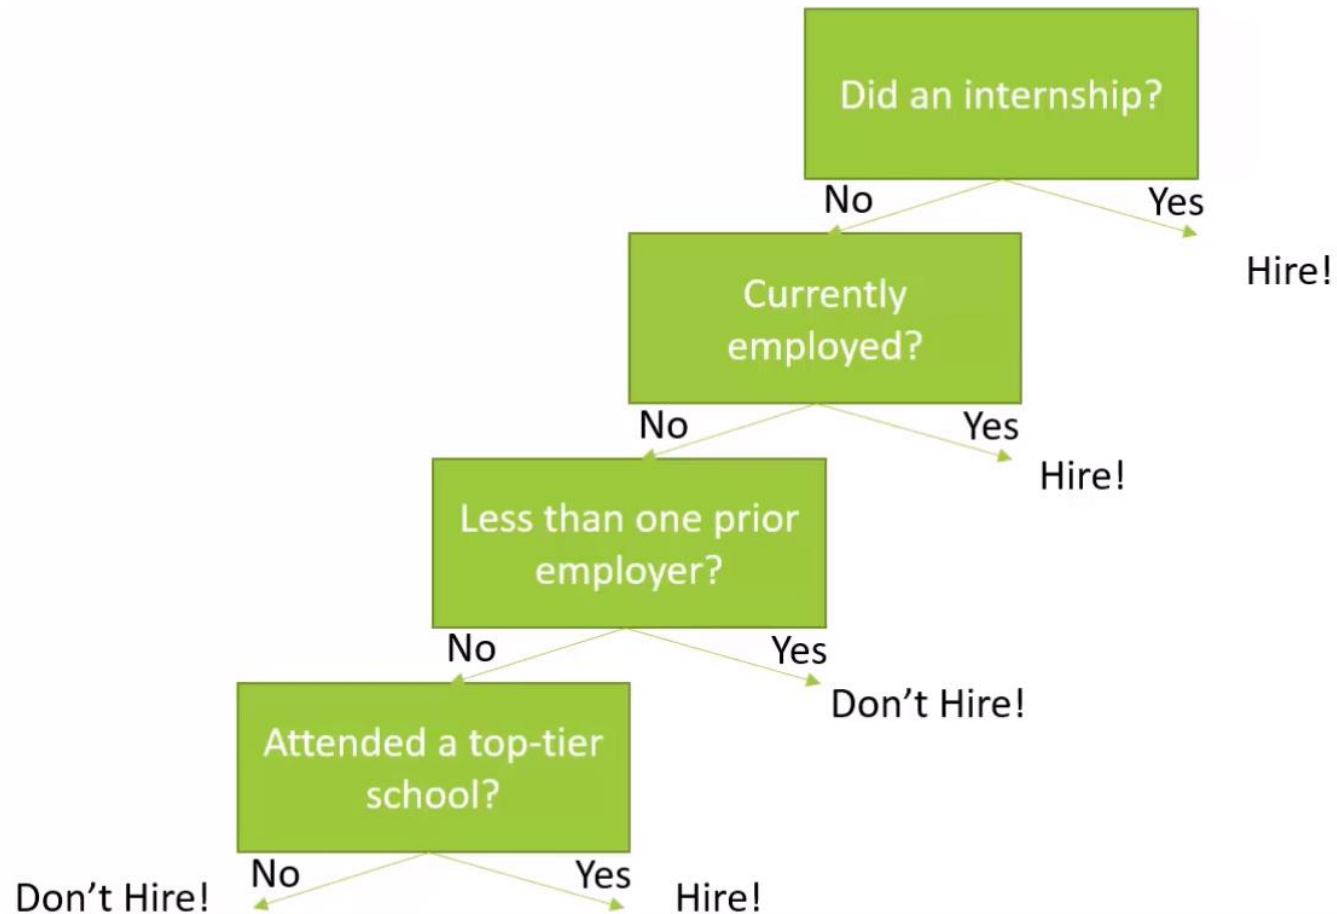 Did an internship?
No
Yes
Hire!
Currently
employed?
No
Yes
Hire!
Less than one prior
employer?
No
Yes
Don’t Hire!
Attended a top-tier
school?
No
Yes
Don’t Hire!
Hire!